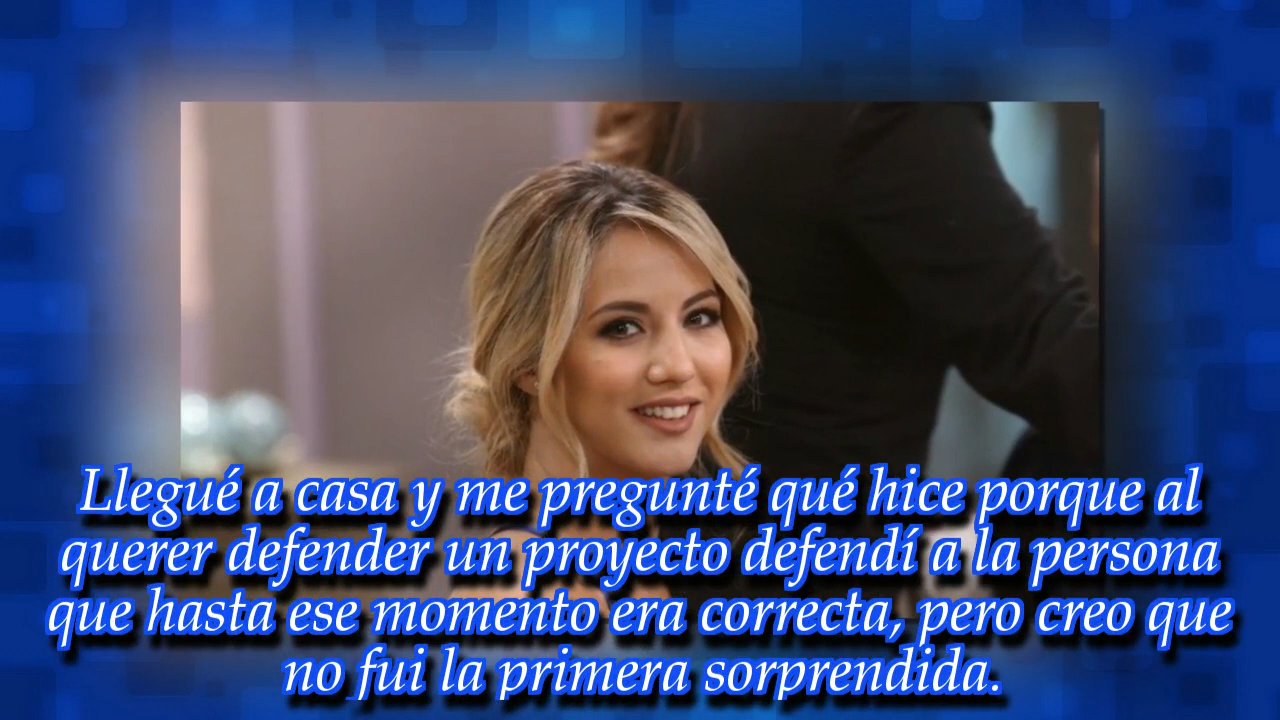 Llegué a casa y me pregunté qué hice porque al
querer defender un proyecto defendí a la persona
que hasta ese momento era correcta, pero creo que
no fui la primera sorprendida.